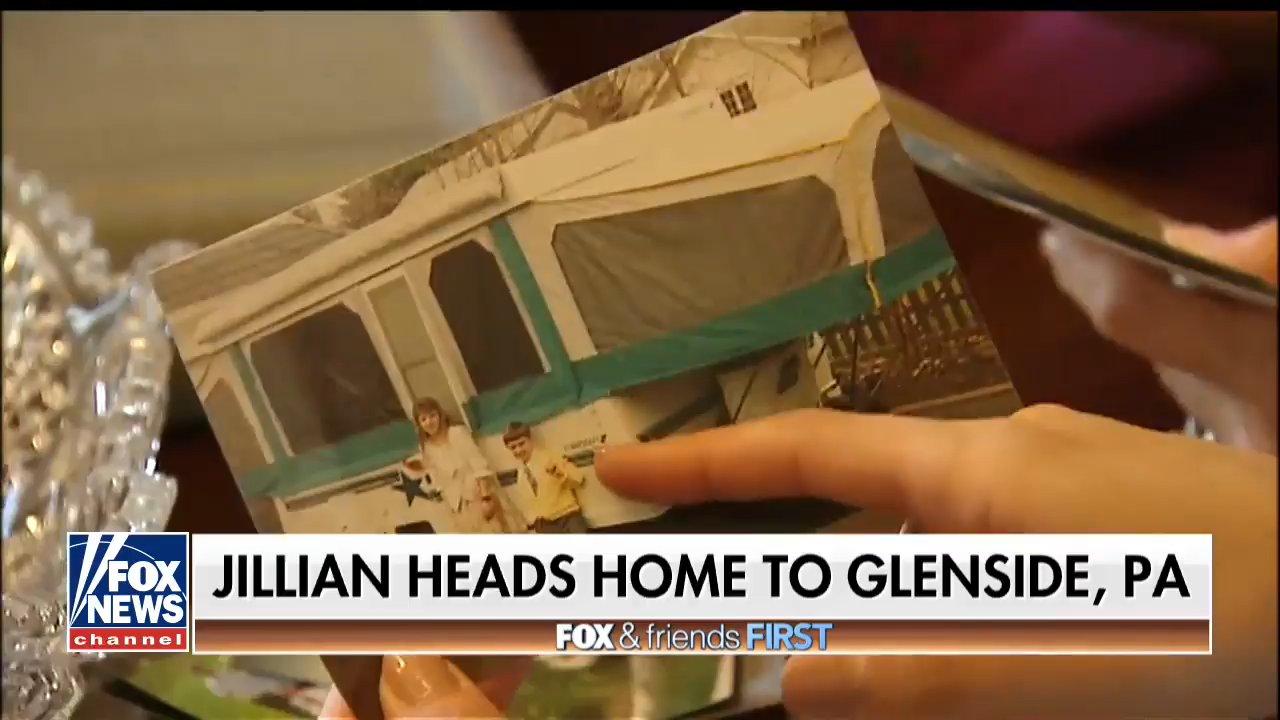 JILLIAN HEADS HOME TO GLENSIDE, PA
FOX
NEWS
channel
FOX & friends FIRST